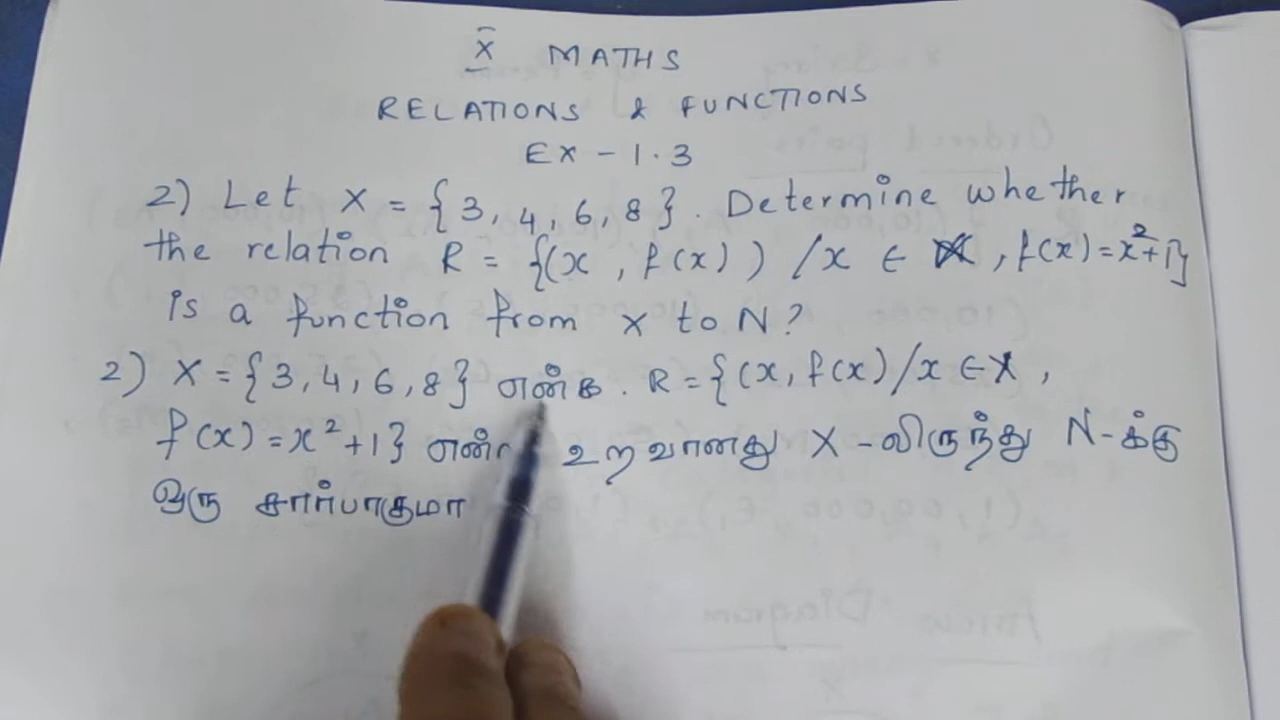 X MATHS
RELATIONS & FUNCTIONS
EX - 1.3
2) Let X = {3, 4, 6, 8}. Determine whether
the relation R = {(x, f(x)) / x ∈ X, f(x) = x²+1}
is a function from X to N?
2) X = {3, 4, 6, 8} என்க. R = {(x, f(x) / x ∈ X,
f(x) = x²+1} உறவானது X-லிருந்து N-க்கு
ஒரு சார்பாகுமா